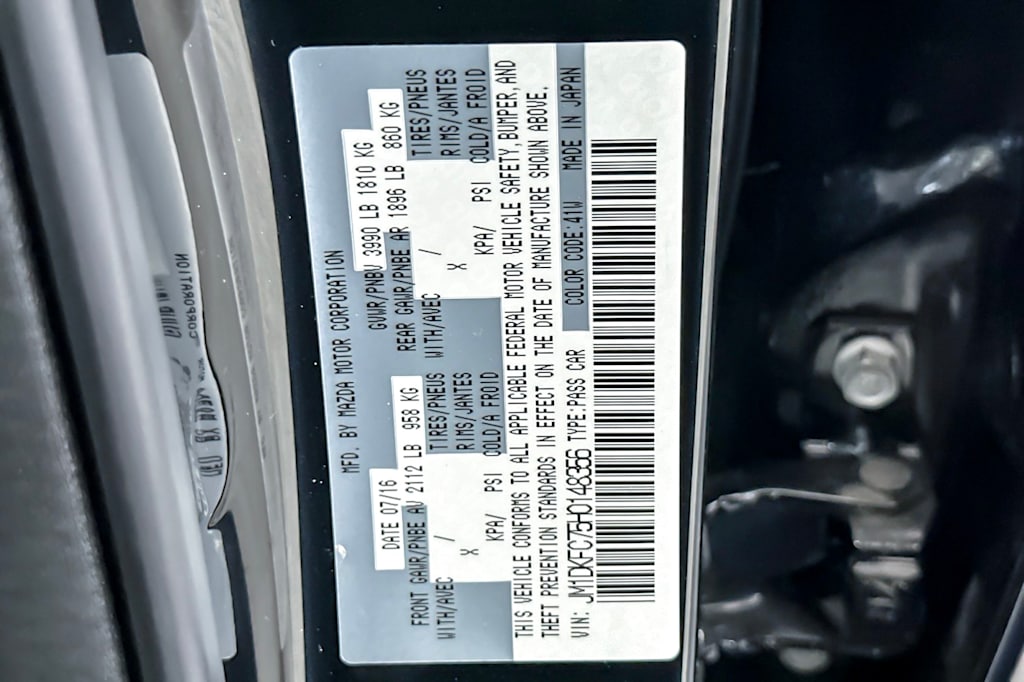 MFD. BY MAZDA MOTOR CORPORATION
DATE 07/16 GVWR/PNBV 3990 LB 1810 KG
FRONT GAWR/PNBE AV 2112 LB 958 KG REAR GAWR/PNBE AR 1896 LB 860 KG
WITH/AVEC TIRES/PNEUS WITH/AVEC TIRES/PNEUS
X / RIMS/JANTES X / RIMS/JANTES
KPA/ PSI COLD/A FROID KPA/ PSI COLD/A FROID
THIS VEHICLE CONFORMS TO ALL APPLICABLE FEDERAL MOTOR VEHICLE SAFETY, BUMPER, AND
THEFT PREVENTION STANDARDS IN EFFECT ON THE DATE OF MANUFACTURE SHOWN ABOVE.
VIN: JM1DKFC75H0148366 TYPE:PASS CAR COLOR CODE:41W MADE IN JAPAN
CORPORATION